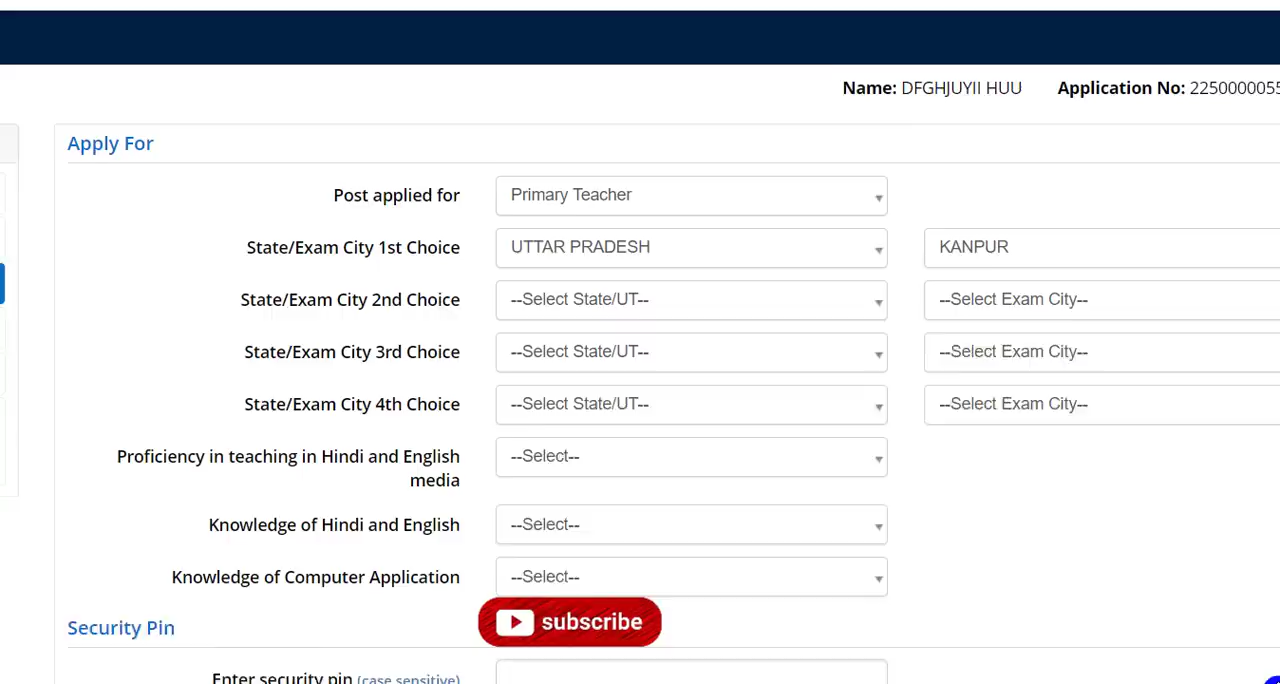 Name: DFGHJUYII HUU Application No: 2250000055
Apply For
Post applied for Primary Teacher
State/Exam City 1st Choice UTTAR PRADESH KANPUR
State/Exam City 2nd Choice --Select State/UT-- --Select Exam City--
State/Exam City 3rd Choice --Select State/UT-- --Select Exam City--
State/Exam City 4th Choice --Select State/UT-- --Select Exam City--
Proficiency in teaching in Hindi and English --Select--
media
Knowledge of Hindi and English --Select--
Knowledge of Computer Application --Select--
subscribe
Security Pin
Enter security pin (case sensitive)